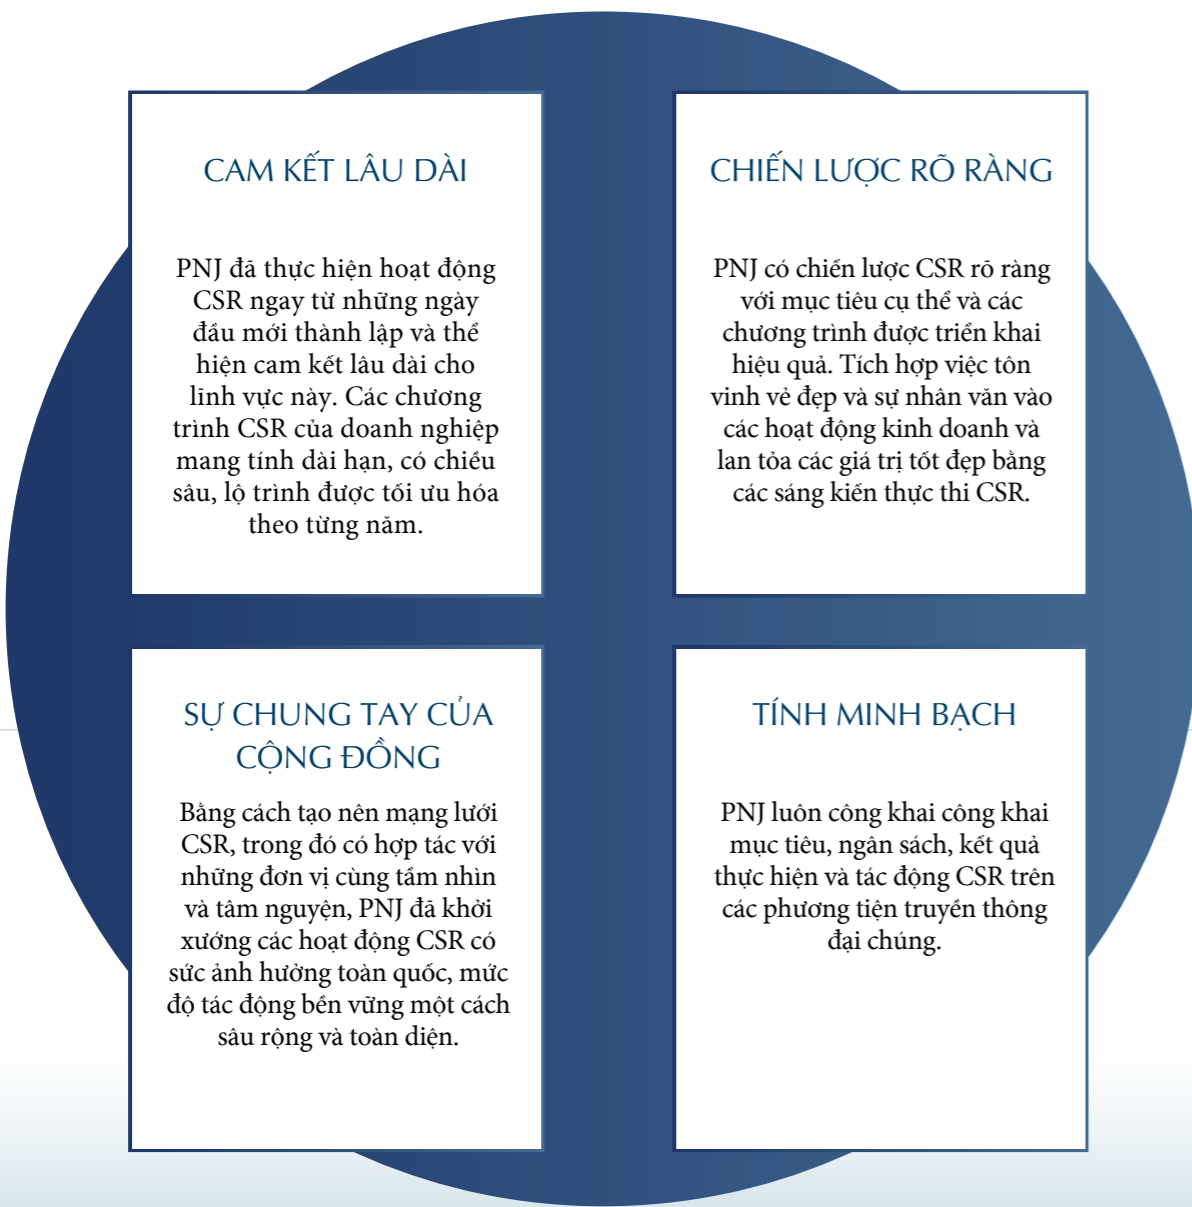 CAM KẾT LÂU DÀI
PNJ đã thực hiện hoạt động
CSR ngay từ những ngày
đầu mới thành lập và thể
hiện cam kết lâu dài cho
lĩnh vực này. Các chương
trình CSR của doanh nghiệp
mang tính dài hạn, có chiều
sâu, lộ trình được tối ưu hóa
theo từng năm.
CHIẾN LƯỢC RÕ RÀNG
PNJ có chiến lược CSR rõ ràng
với mục tiêu cụ thể và các
chương trình được triển khai
hiệu quả. Tích hợp việc tôn
vinh vẻ đẹp và sự nhân văn vào
các hoạt động kinh doanh và
lan tỏa các giá trị tốt đẹp bằng
các sáng kiến thực thi CSR.
SỰ CHUNG TAY CỦA
CỘNG ĐỒNG
Bằng cách tạo nên mạng lưới
CSR, trong đó có hợp tác với
những đơn vị cùng tầm nhìn
và tâm nguyện, PNJ đã khởi
xướng các hoạt động CSR có
sức ảnh hưởng toàn quốc, mức
độ tác động bền vững một cách
sâu rộng và toàn diện.
TÍNH MINH BẠCH
PNJ luôn công khai công khai
mục tiêu, ngân sách, kết quả
thực hiện và tác động CSR trên
các phương tiện truyền thông
đại chúng.